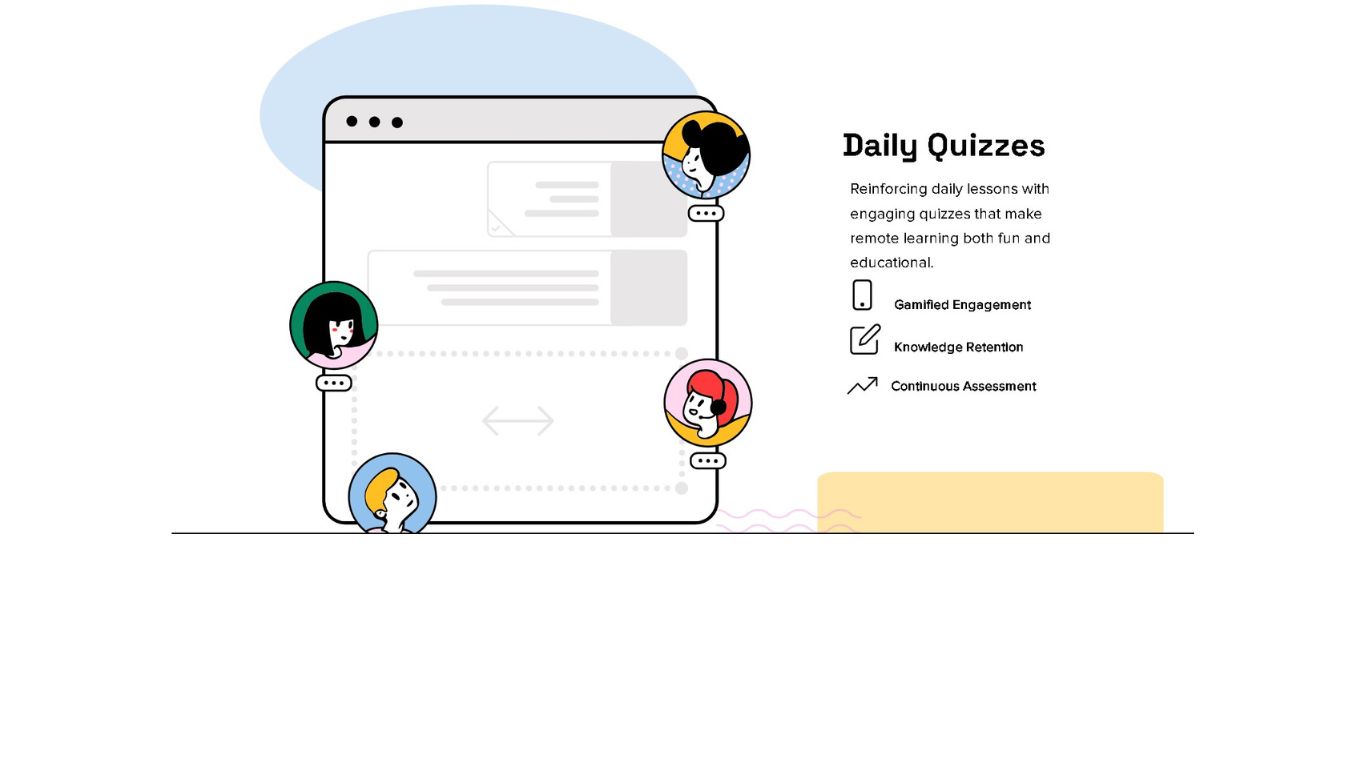 Daily Quizzes
Reinforcing daily lessons with
engaging quizzes that make
remote learning both fun and
educational.
Gamified Engagement
Knowledge Retention
Continuous Assessment